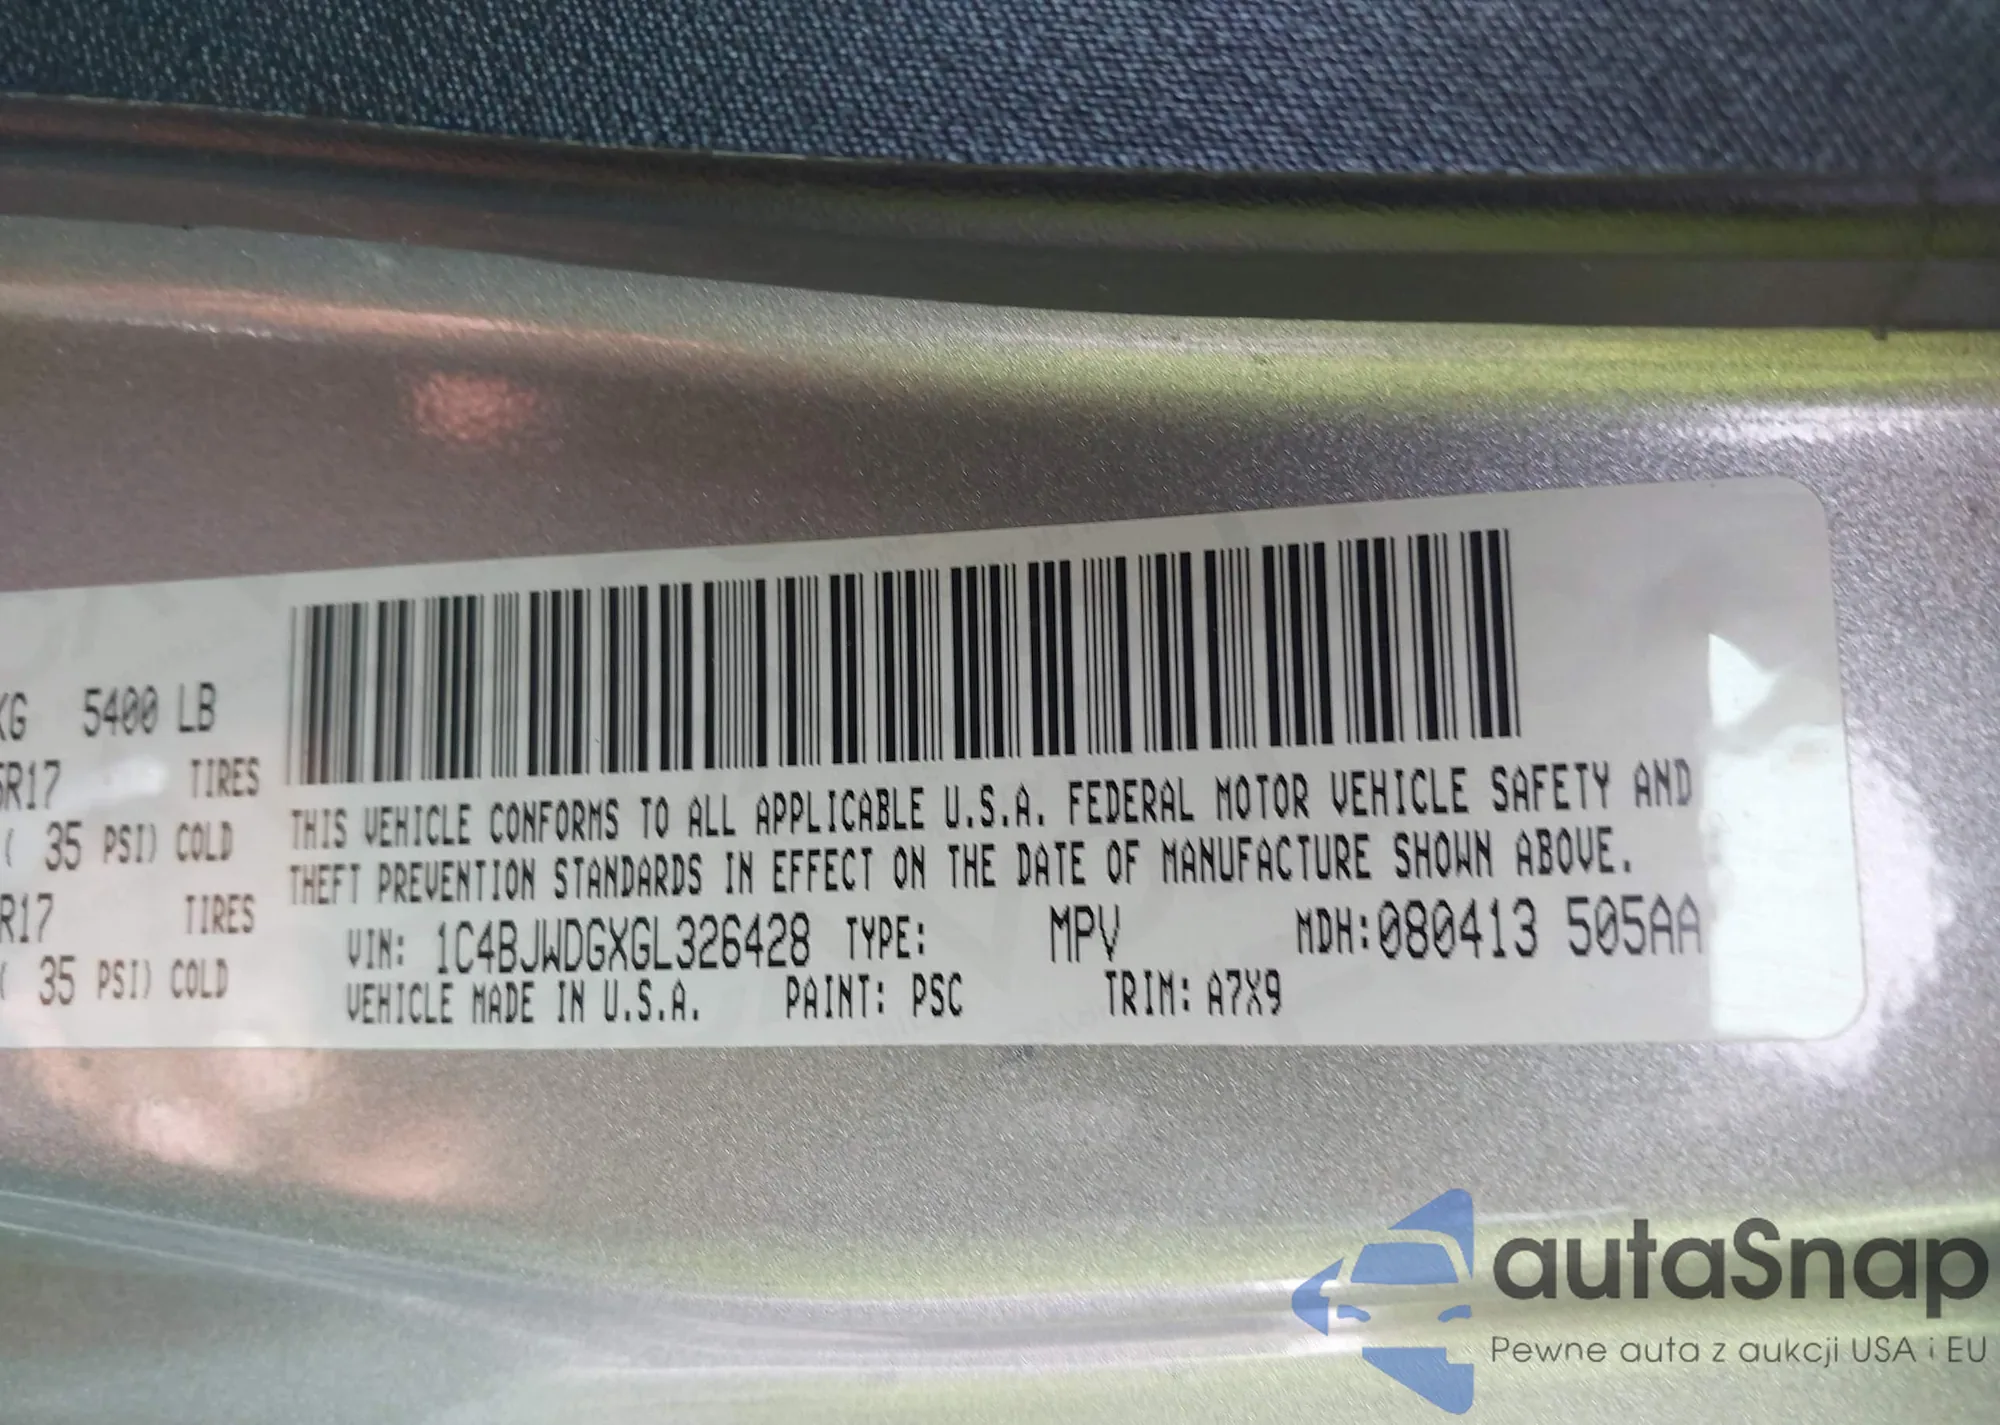 KG 5400 LB
5R17 TIRES
( 35 PSI) COLD
R17 TIRES
( 35 PSI) COLD
THIS VEHICLE CONFORMS TO ALL APPLICABLE U.S.A. FEDERAL MOTOR VEHICLE SAFETY AND
THEFT PREVENTION STANDARDS IN EFFECT ON THE DATE OF MANUFACTURE SHOWN ABOVE.
VIN: 1C4BJWDGXGL326428 TYPE: MPV MDH:080413 505AA
VEHICLE MADE IN U.S.A. PAINT: PSC TRIM: A7X9
autaSnap
Pewne auta z aukcji USA i EU